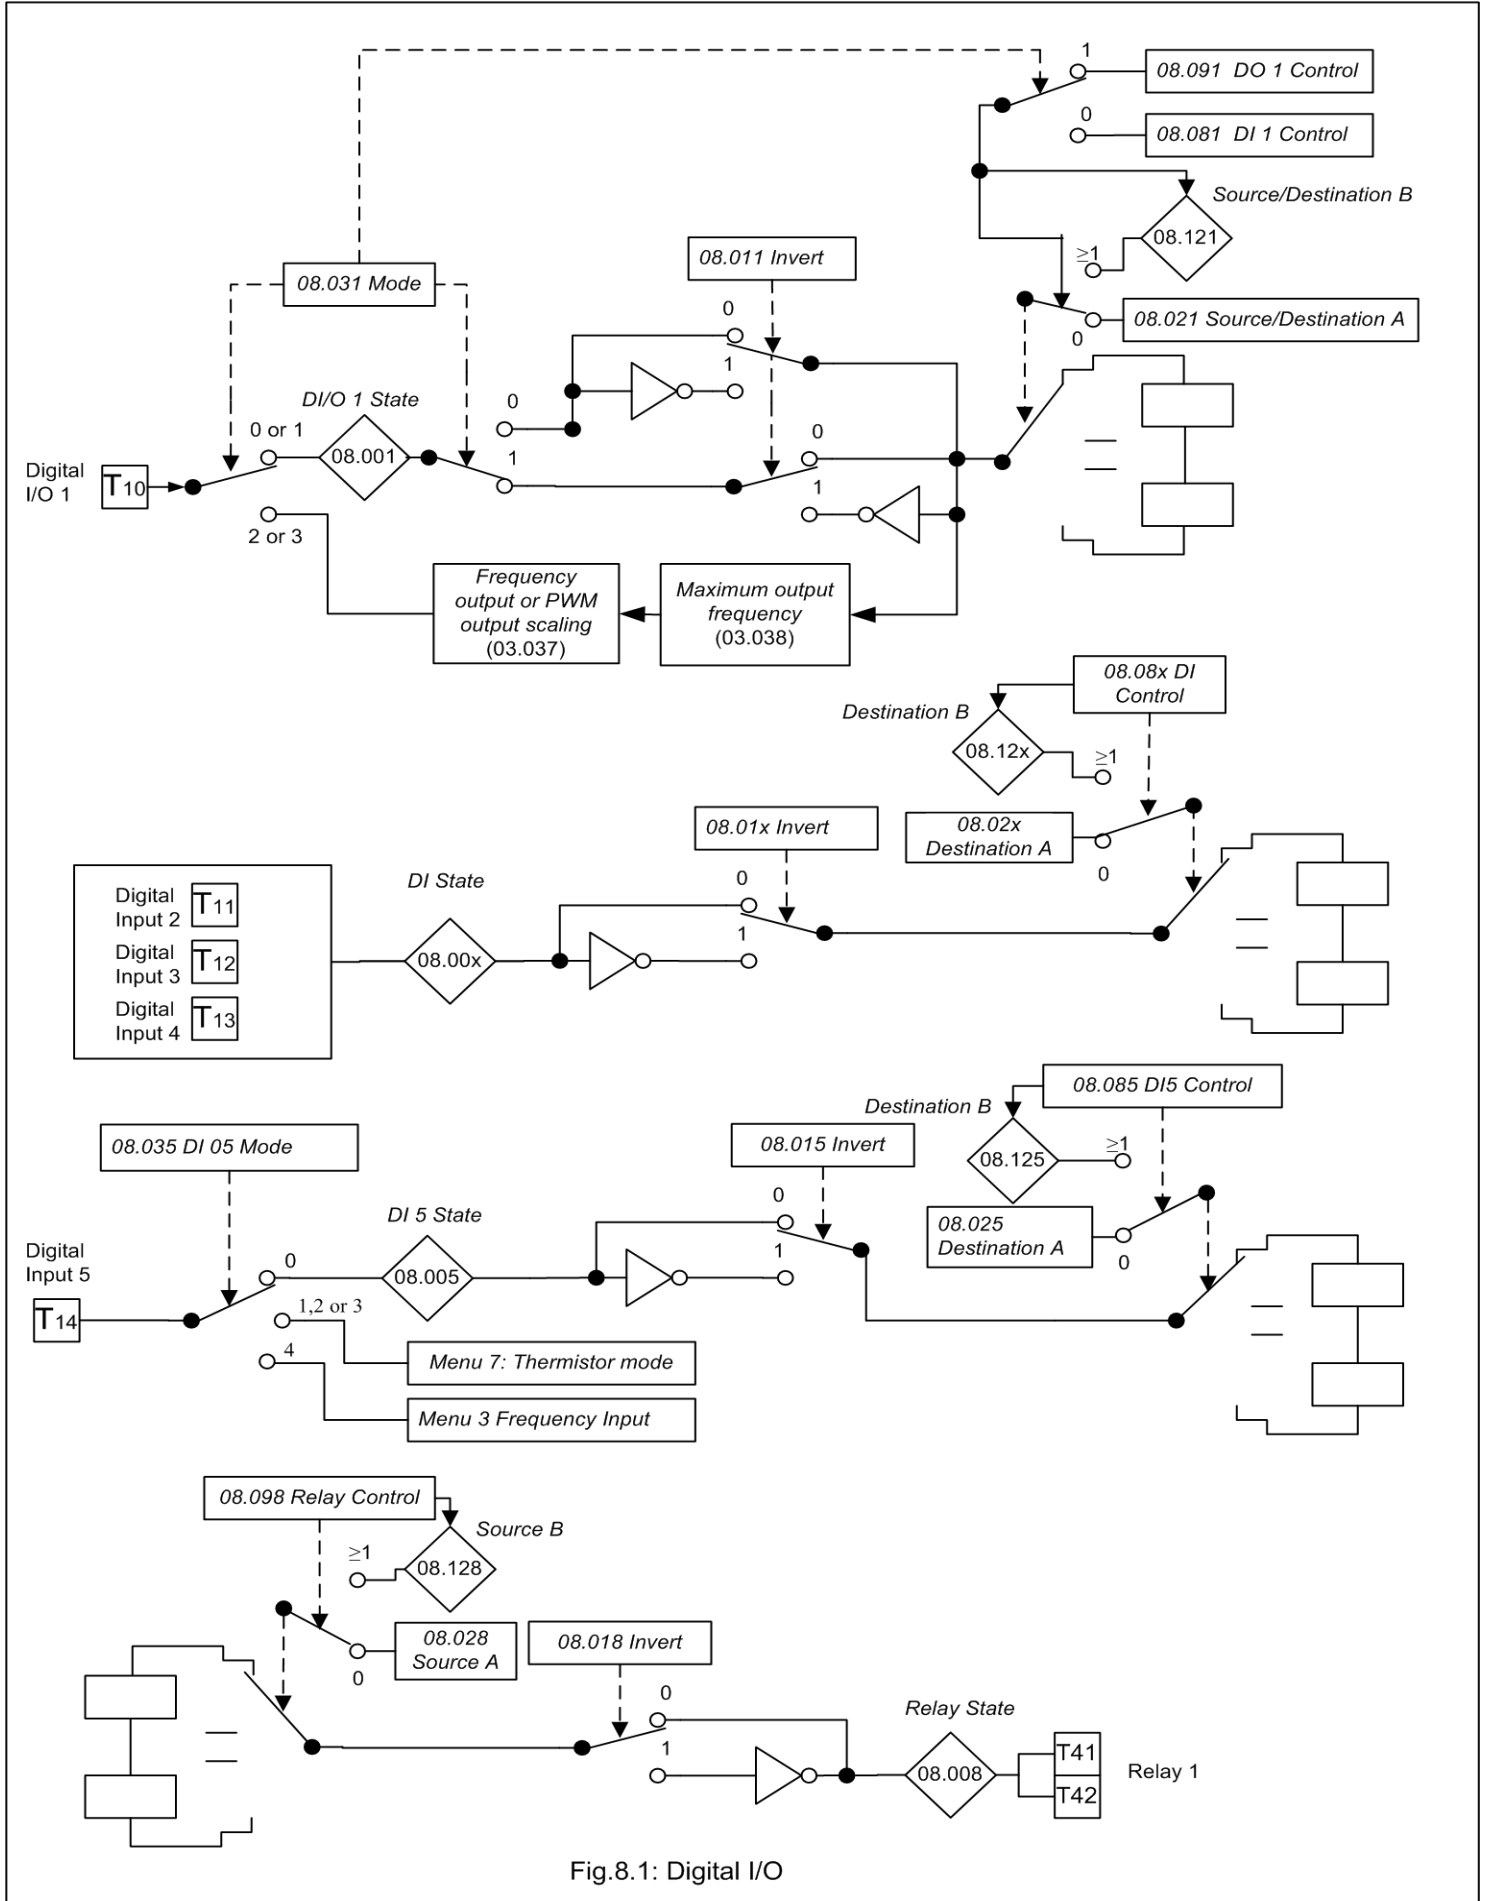 1
08.091 DO 1 Control
0
08.081 DI 1 Control
Source/Destination B
08.121
≥1
08.011 Invert
08.031 Mode
0
08.021 Source/Destination A
0
1
DI/O 1 State
0
0 or 1
0
08.001
1
Digital
I/O 1
T10
1
2 or 3
Frequency
output or PWM
output scaling
(03.037)
Maximum output
frequency
(03.038)
08.08x DI
Control
Destination B
08.12x
≥1
08.01x Invert
08.02x
Destination A
0
DI State
0
Digital
Input 2
T11
1
08.00x
Digital
Input 3
T12
Digital
Input 4
T13
08.085 DI5 Control
Destination B
08.035 DI 05 Mode
08.015 Invert
≥1
08.125
0
DI 5 State
08.025
Destination A
0
Digital
Input 5
0
1
08.005
T14
1,2 or 3
4
Menu 7: Thermistor mode
Menu 3 Frequency Input
08.098 Relay Control
Source B
≥1
08.128
08.028
Source A
0
08.018 Invert
0
1
Relay State
08.008
T41
T42
Relay 1
Fig.8.1: Digital I/O